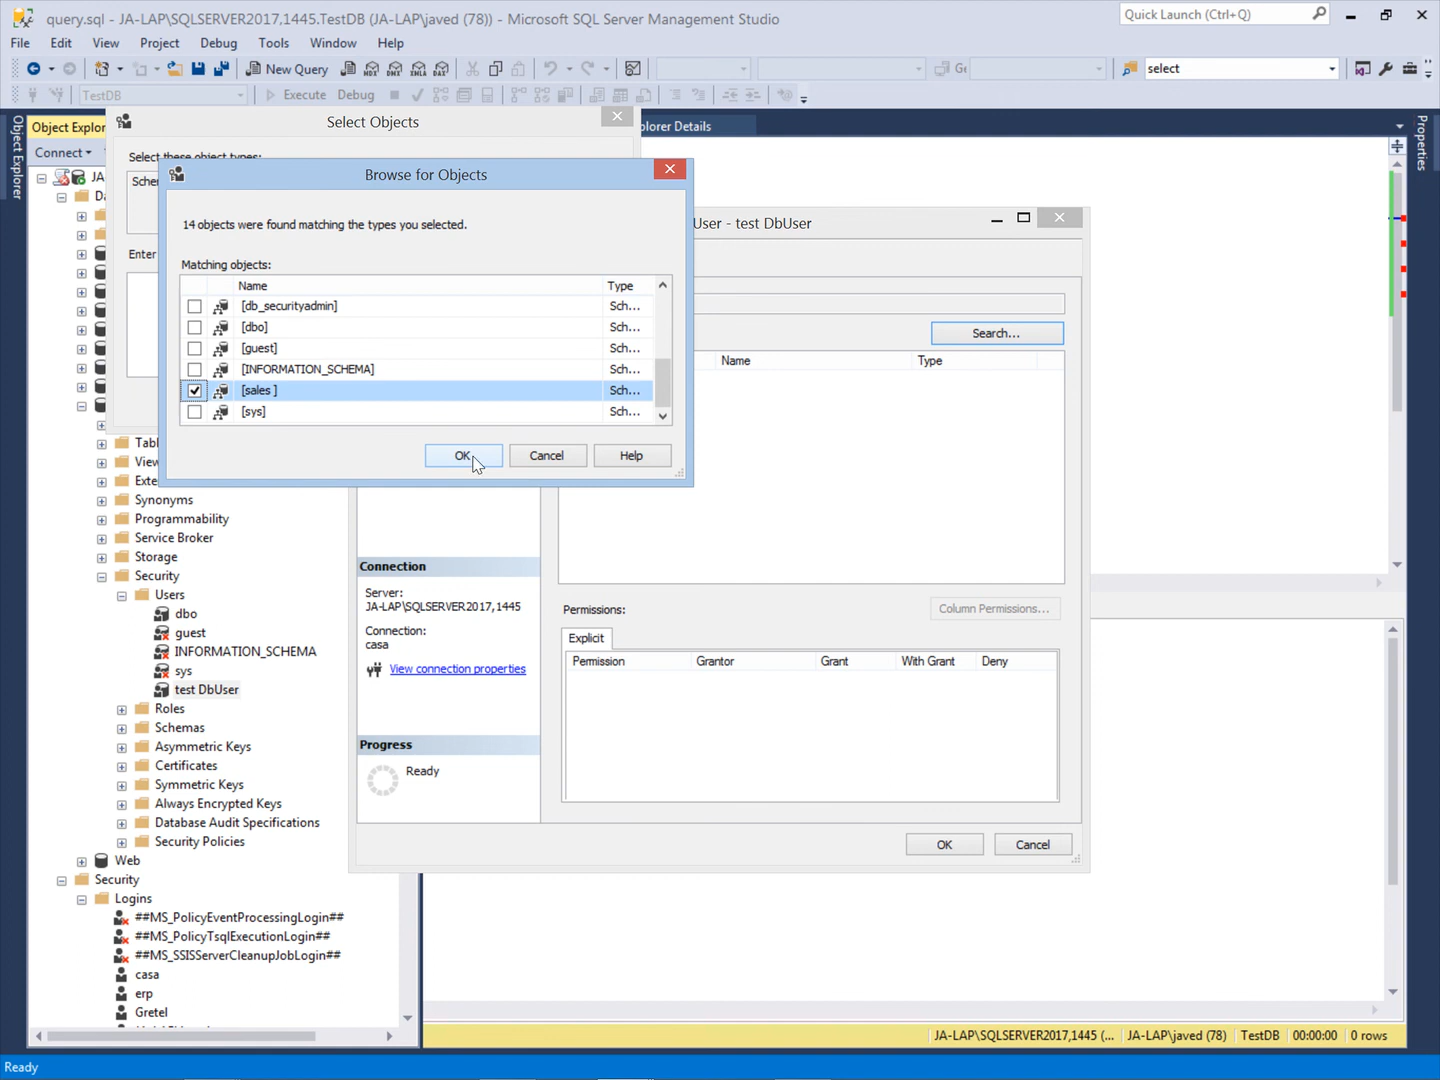 query.sql - JA-LAP\SQLSERVER2017,1445.TestDB (JA-LAP\javed (78)) - Microsoft SQL Server Management Studio
Quick Launch (Ctrl+Q)
File Edit View Project Debug Tools Window Help
New Query
MDX DMX XMLA DAX
select
TestDB
Execute Debug
Object Explorer
Properties
Select Objects
Select these object types:
Browse for Objects
14 objects were found matching the types you selected.
Matching objects:
Name Type
[db_securityadmin] Sch...
[dbo] Sch...
[guest] Sch...
[INFORMATION_SCHEMA] Sch...
[sales ] Sch...
[sys] Sch...
OK Cancel Help
Connect
User - test DbUser
Search...
Name Type
Synonyms
Programmability
Service Broker
Storage
Security
Users
dbo
guest
INFORMATION_SCHEMA
sys
test DbUser
Roles
Schemas
Asymmetric Keys
Certificates
Symmetric Keys
Always Encrypted Keys
Database Audit Specifications
Security Policies
Web
Security
Logins
##MS_PolicyEventProcessingLogin##
##MS_PolicyTsqlExecutionLogin##
##MS_SSISServerCleanupJobLogin##
casa
erp
Gretel
Connection
Server:
JA-LAP\SQLSERVER2017,1445
Connection:
casa
View connection properties
Progress
Ready
Permissions:
Column Permissions...
Explicit
Permission Grantor Grant With Grant Deny
OK Cancel
JA-LAP\SQLSERVER2017,1445 (... JA-LAP\javed (78) TestDB 00:00:00 0 rows
Ready